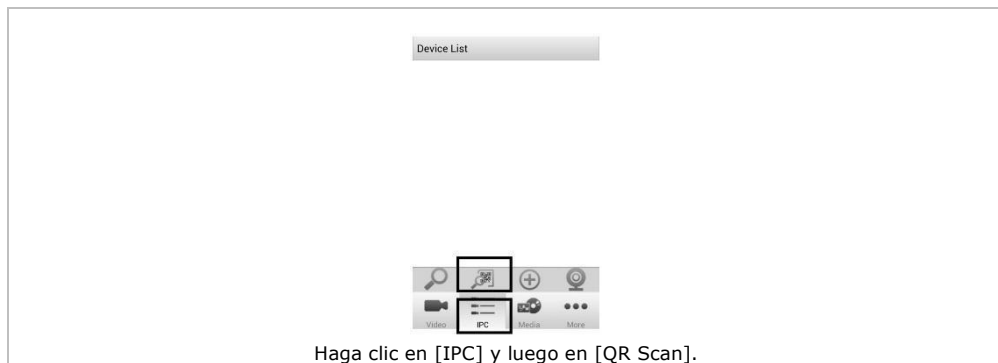 Device List
Video IPC Media More
Haga clic en [IPC] y luego en [QR Scan].